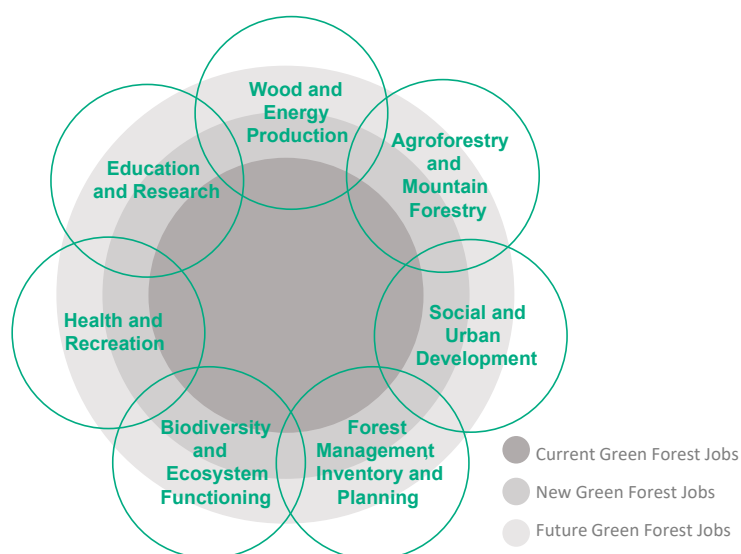 Wood and
Energy
Production
Agroforestry
and
Mountain
Forestry
Education
and Research
Health and
Recreation
Social and
Urban
Development
Biodiversity
and
Ecosystem
Functioning
Forest
Management
Inventory and
Planning
Current Green Forest Jobs
New Green Forest Jobs
Future Green Forest Jobs